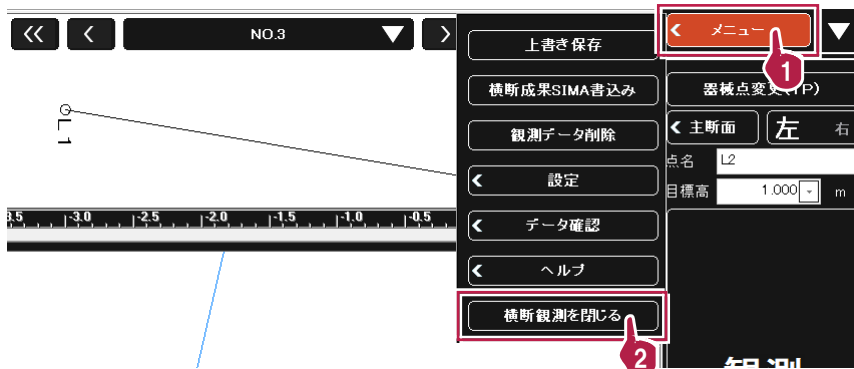 NO.3
上書き保存
メニュー
1
横断成果SIMA書込み
器械点変更(TP)
観測データ削除
主断面
左
右
点名
L2
L 1
設定
目標高
1.000
m
-3.0
-2.5
-2.0
-1.5
-1.0
-0.5
データ確認
ヘルプ
横断観測を閉じる
2
観測